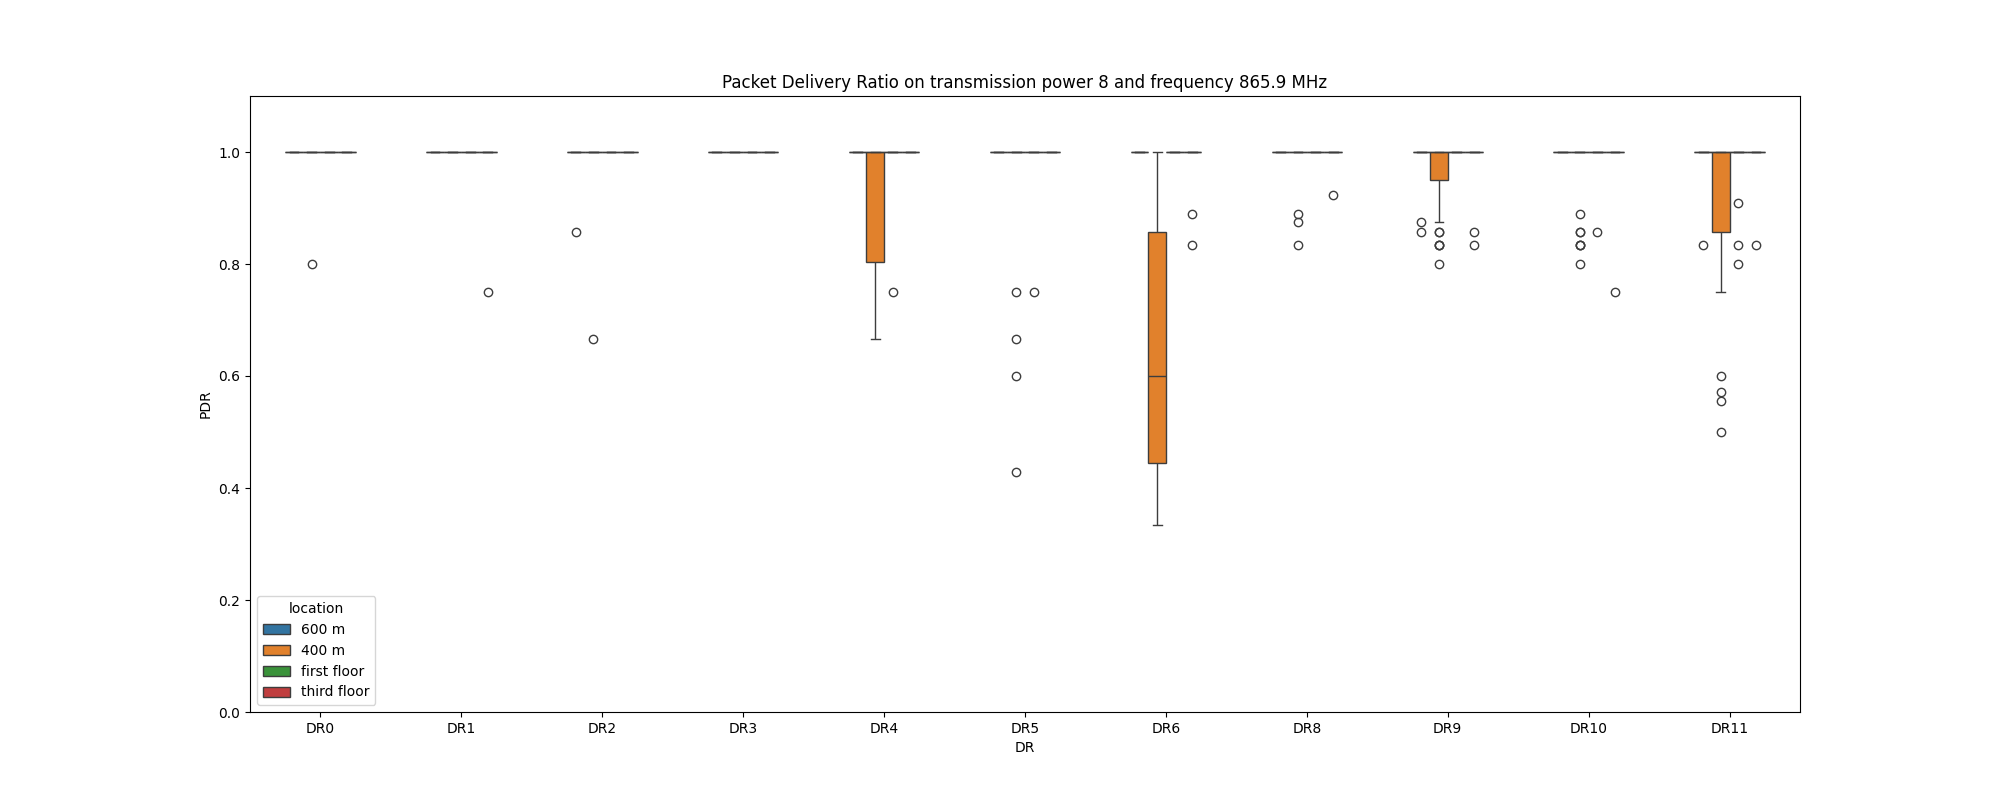 Packet Delivery Ratio on transmission power 8 and frequency 865.9 MHz
1.0
0.8
0.6
PDR
0.4
0.2
0.0
location
600 m
400 m
first floor
third floor
DR0 DR1 DR2 DR3 DR4 DR5 DR6 DR8 DR9 DR10 DR11
DR